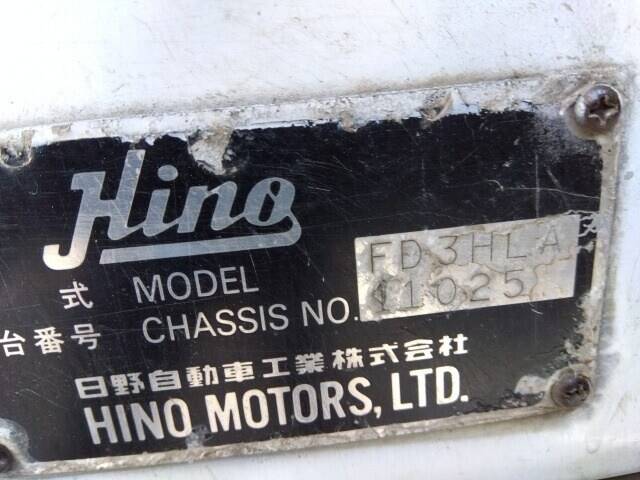 Hino
式 MODEL FD3HLA
台番号 CHASSIS NO. 41025
日野自動車工業株式会社
HINO MOTORS, LTD.